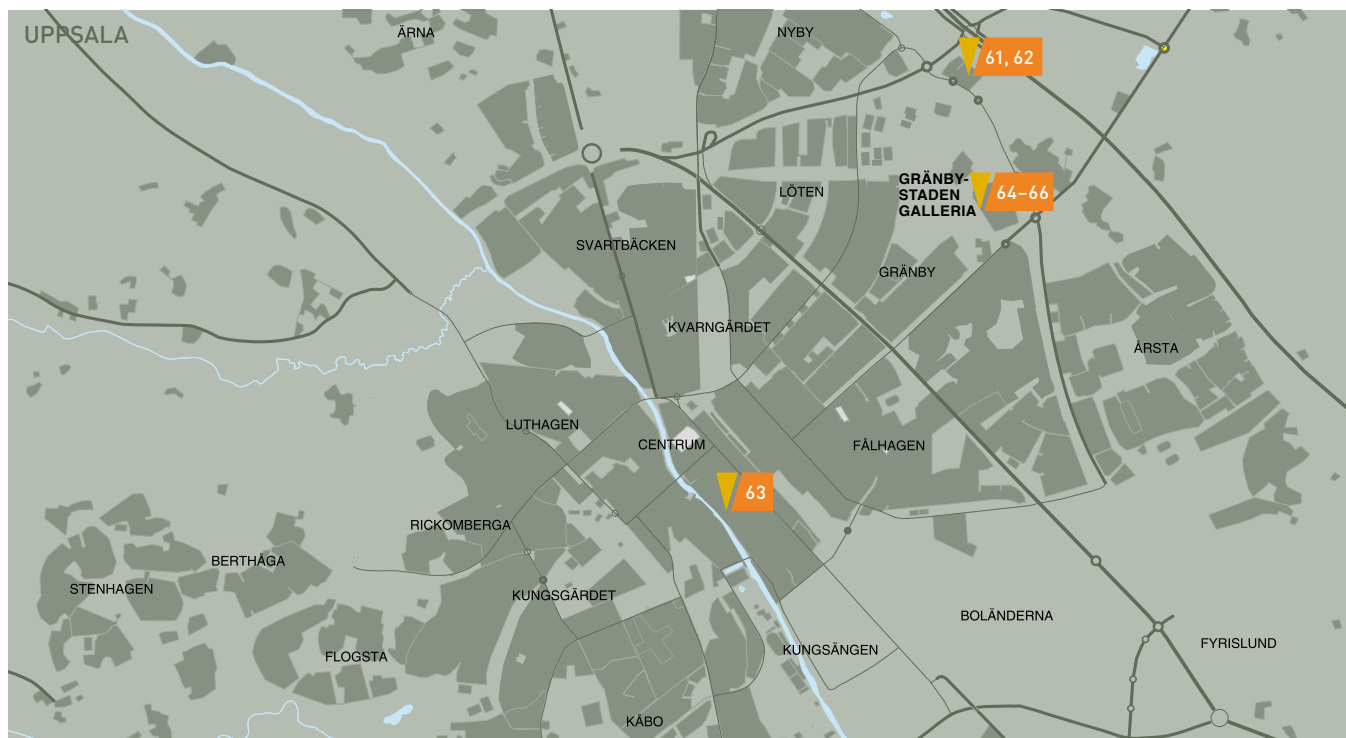 UPPSALA
ÄRNA
NYBY
61, 62
LÖTEN
GRÄNBY-
STADEN
GALLERIA
64–66
SVARTBÄCKEN
GRÄNBY
KVARNGÄRDET
ÅRSTA
LUTHAGEN
CENTRUM
FÅLHAGEN
63
RICKOMBERGA
BERTHÅGA
STENHAGEN
KUNGSGÄRDET
BOLÄNDERNA
FYRISLUND
KUNGSÄNGEN
FLOGSTA
KÅBO